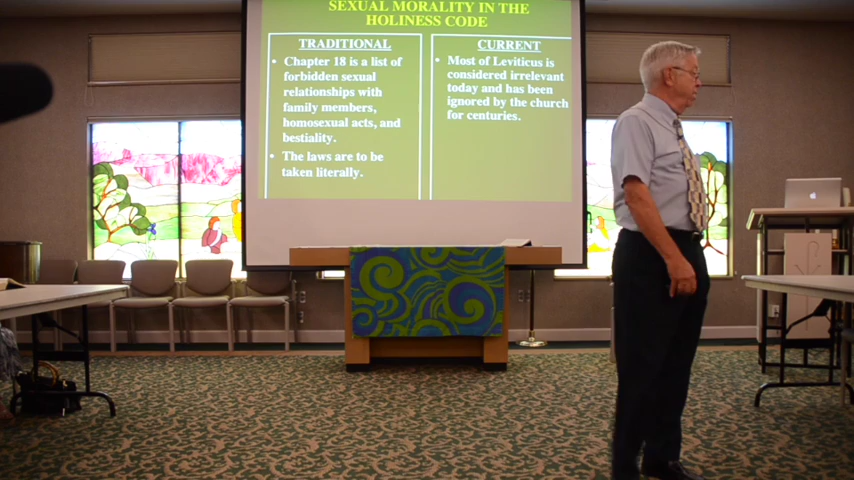 SEXUAL MORALITY IN THE
HOLINESS CODE
TRADITIONAL
• Chapter 18 is a list of
forbidden sexual
relationships with
family members,
homosexual acts, and
bestiality.
• The laws are to be
taken literally.
CURRENT
• Most of Leviticus is
considered irrelevant
today and has been
ignored by the church
for centuries.